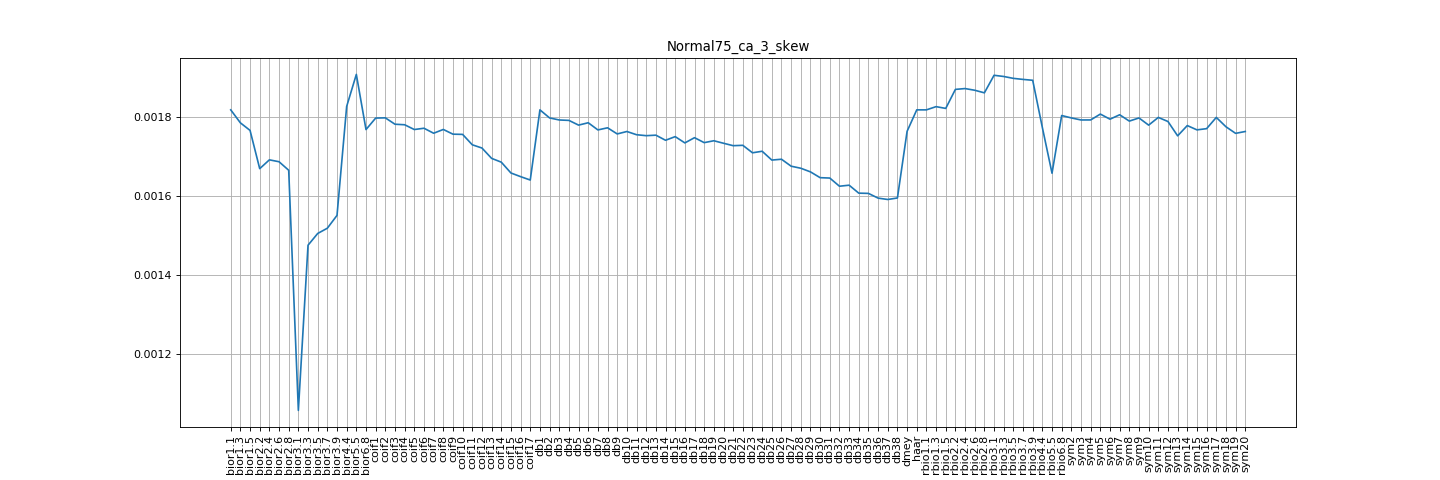 Normal75_ca_3_skew
0.0018
0.0016
0.0014
0.0012
bior1.1
bior1.3
bior1.5
bior2.2
bior2.4
bior2.6
bior2.8
bior3.1
bior3.3
bior3.5
bior3.7
bior3.9
bior4.4
bior5.5
bior6.8
coif1
coif2
coif3
coif4
coif5
coif6
coif7
coif8
coif9
coif10
coif11
coif12
coif13
coif14
coif15
coif16
coif17
db1
db2
db3
db4
db5
db6
db7
db8
db9
db10
db11
db12
db13
db14
db15
db16
db17
db18
db19
db20
db21
db22
db23
db24
db25
db26
db27
db28
db29
db30
db31
db32
db33
db34
db35
db36
db37
db38
dmey
haar
rbio1.1
rbio1.3
rbio1.5
rbio2.2
rbio2.4
rbio2.6
rbio2.8
rbio3.1
rbio3.3
rbio3.5
rbio3.7
rbio3.9
rbio4.4
rbio5.5
rbio6.8
sym2
sym3
sym4
sym5
sym6
sym7
sym8
sym9
sym10
sym11
sym12
sym13
sym14
sym15
sym16
sym17
sym18
sym19
sym20